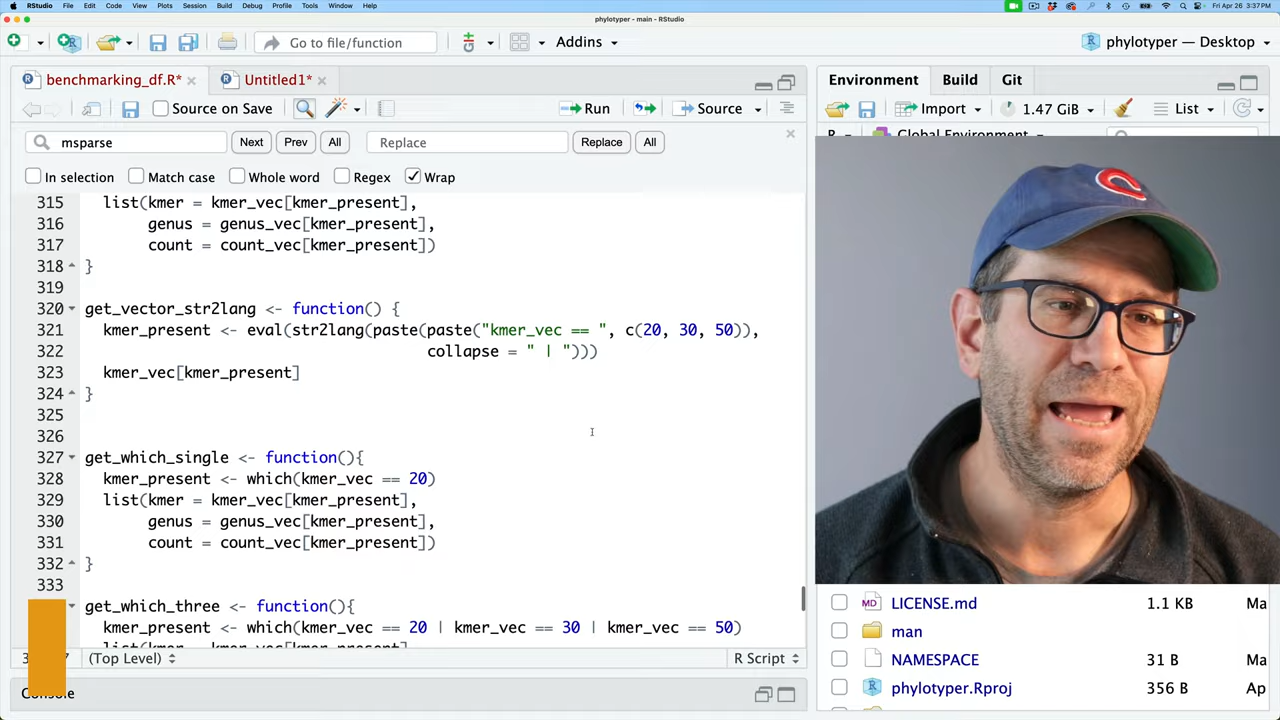 RStudio File Edit Code View Plots Session Build Debug Profile Tools Window Help Fri Apr 26 3:37 PM
phylotyper - main - RStudio
Go to file/function Addins phylotyper — Desktop
benchmarking_df.R* Untitled1* Environment Build Git
Source on Save Run Source Import 1.47 GiB List
Global Environment
msparse Next Prev All Replace Replace All
In selection Match case Whole word Regex Wrap
315 list(kmer = kmer_vec[kmer_present],
316 genus = genus_vec[kmer_present],
317 count = count_vec[kmer_present])
318 }
319
320 get_vector_str2lang <- function() {
321 kmer_present <- eval(str2lang(paste(paste("kmer_vec == ", c(20, 30, 50)),
322 collapse = " | ")))
323 kmer_vec[kmer_present]
324 }
325
326
327 get_which_single <- function(){
328 kmer_present <- which(kmer_vec == 20)
329 list(kmer = kmer_vec[kmer_present],
330 genus = genus_vec[kmer_present],
331 count = count_vec[kmer_present])
332 }
333
get_which_three <- function(){
kmer_present <- which(kmer_vec == 20 | kmer_vec == 30 | kmer_vec == 50)
(Top Level) R Script
Console
C
LICENSE.md 1.1 KB Ma
man
NAMESPACE 31 B Ma
phylotyper.Rproj 356 B Ap